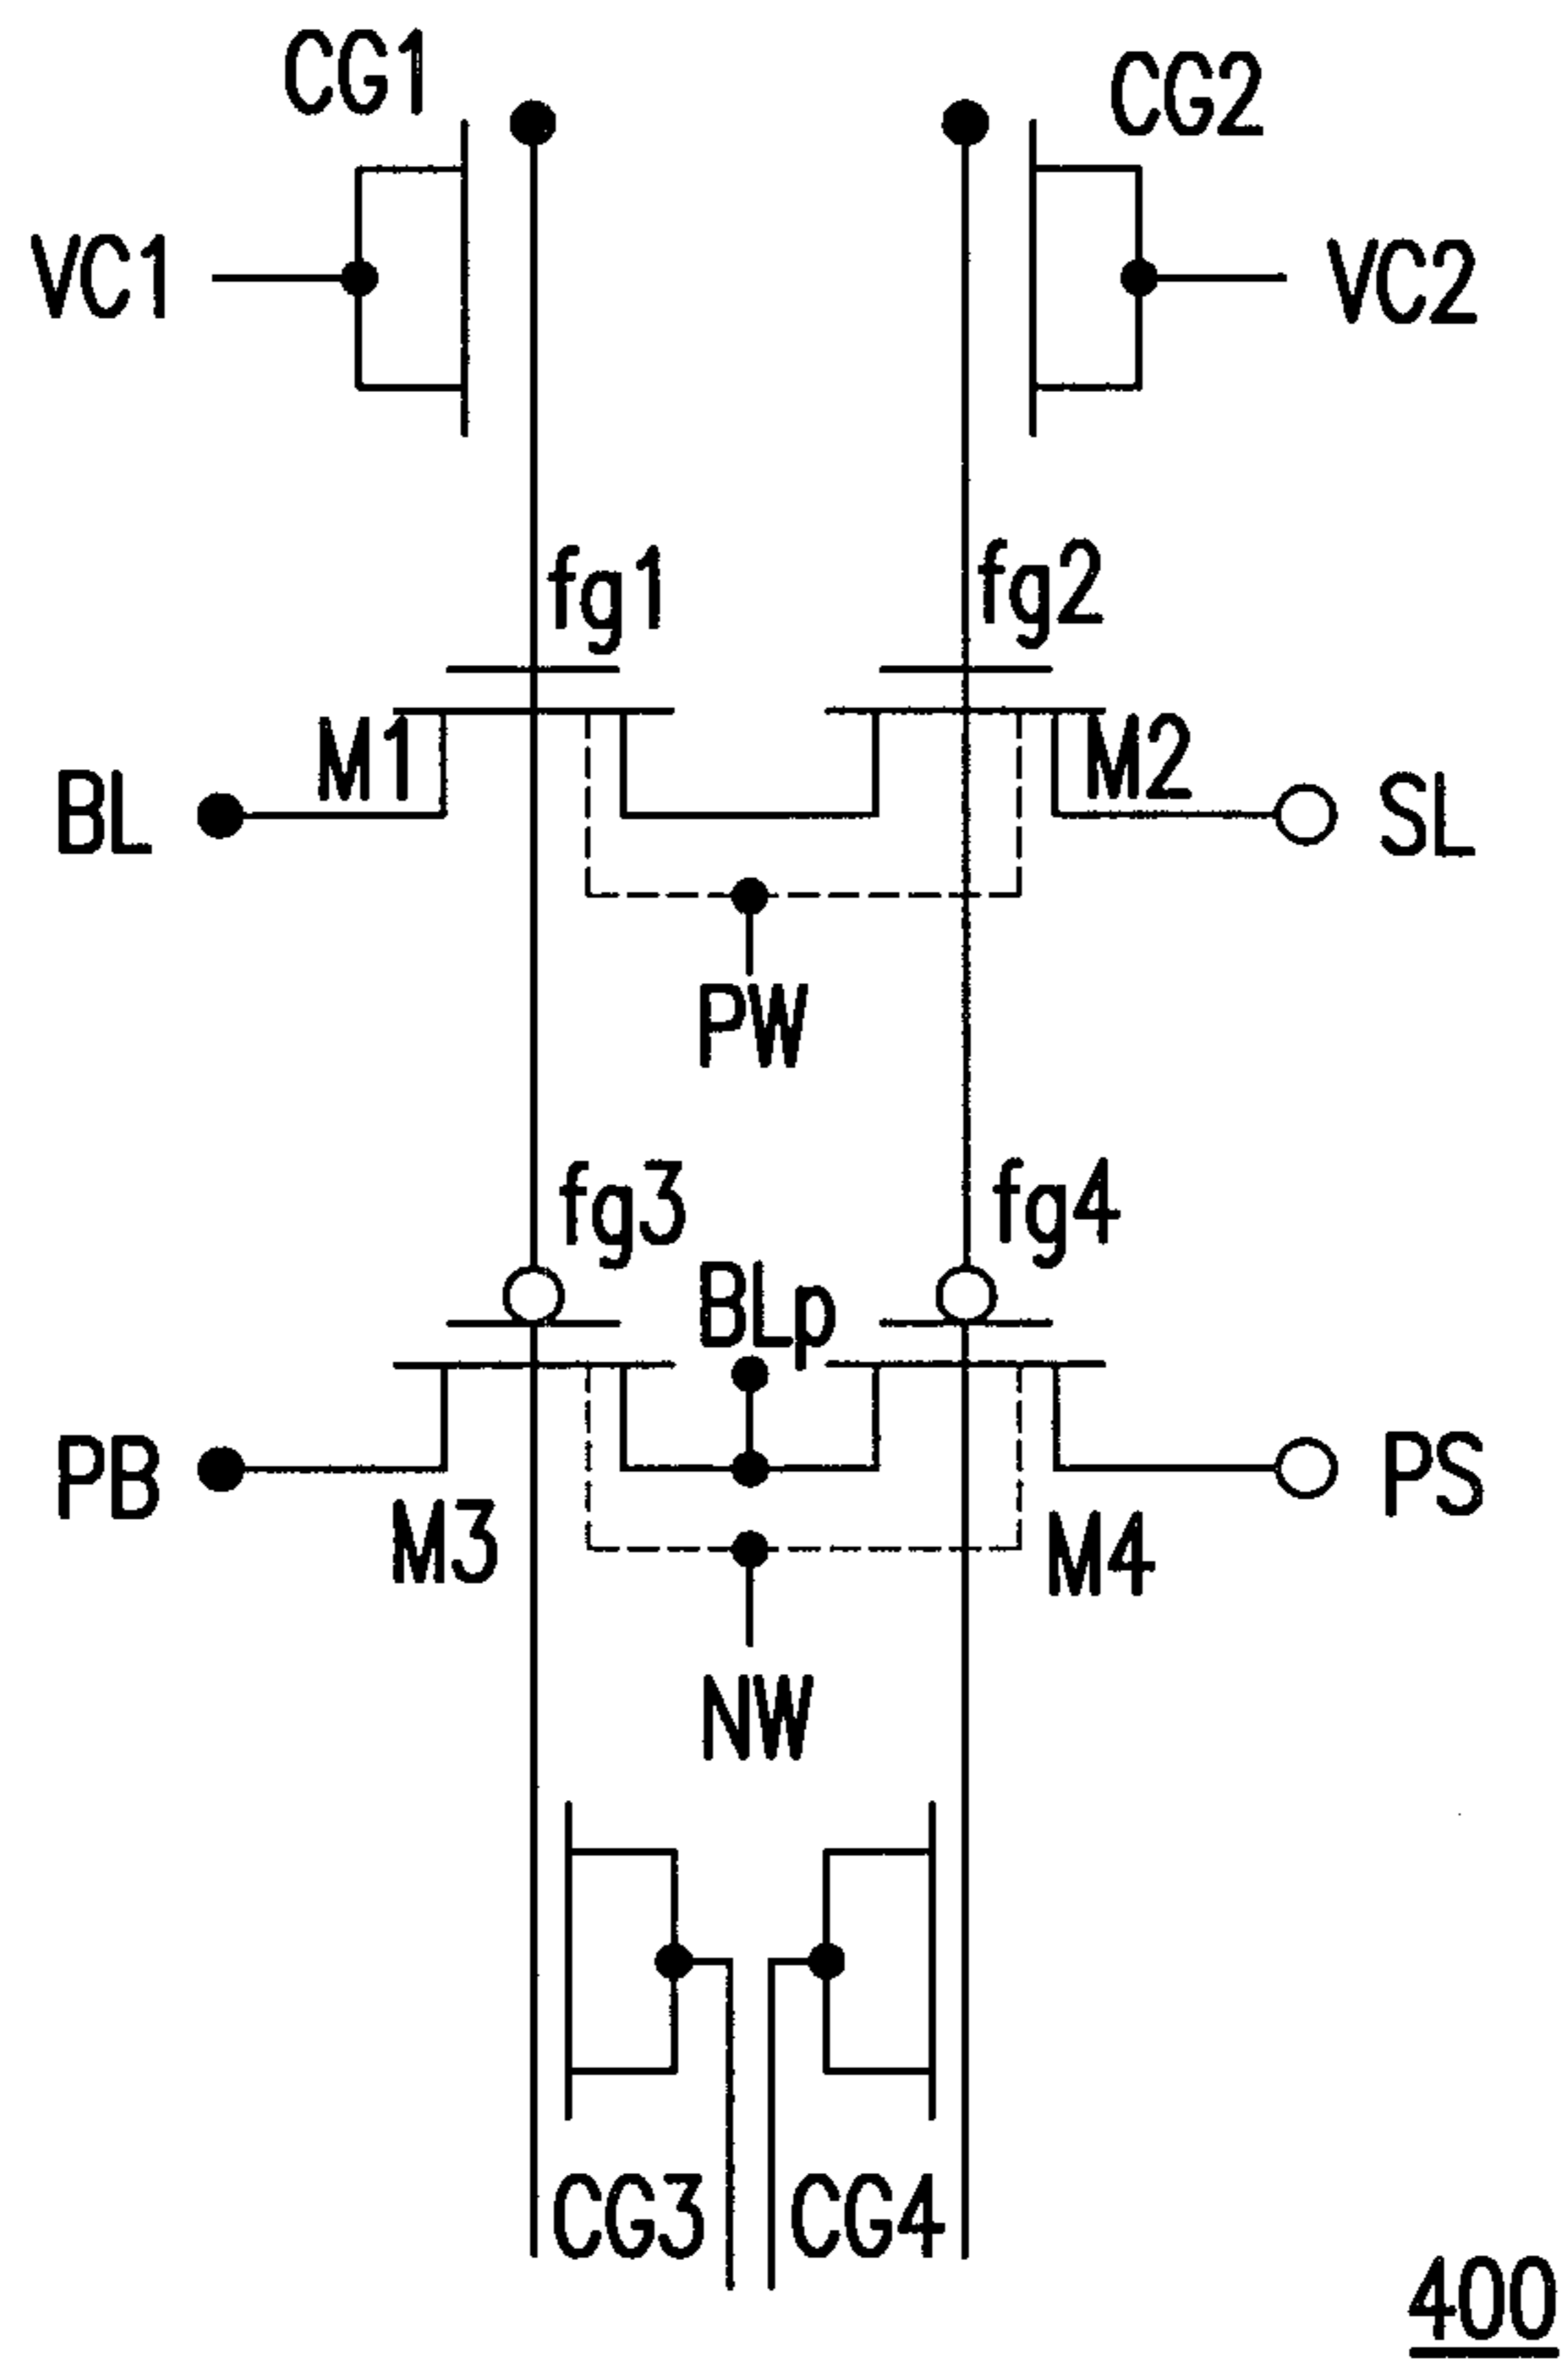 CG1
CG2
VC1
VC2
fg1
fg2
M1
M2
BL
SL
PW
fg3
fg4
BLp
PB
PS
M3
M4
NW
CG3
CG4
400